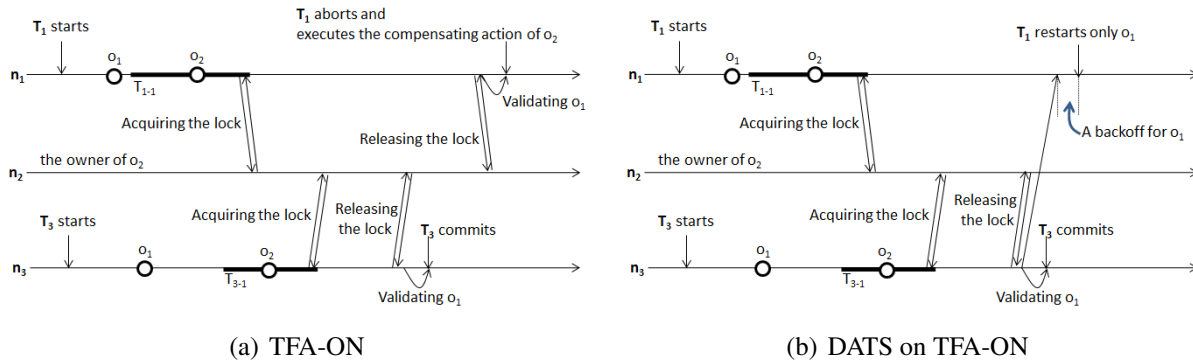 T1 aborts and
executes the compensating action of o2
T1 starts
o1
o2
n1
T1-1
Validating o1
Acquiring the lock
Releasing the lock
the owner of o2
n2
Acquiring the lock
Releasing
the lock
T3 starts
T3 commits
o1
o2
n3
T3-1
Validating o1
(a) TFA-ON
T1 starts
T1 restarts only o1
o1
o2
n1
T1-1
Acquiring the lock
A backoff for o1
the owner of o2
n2
Acquiring the lock
Releasing
the lock
T3 starts
T3 commits
o1
o2
n3
T3-1
Validating o1
(b) DATS on TFA-ON